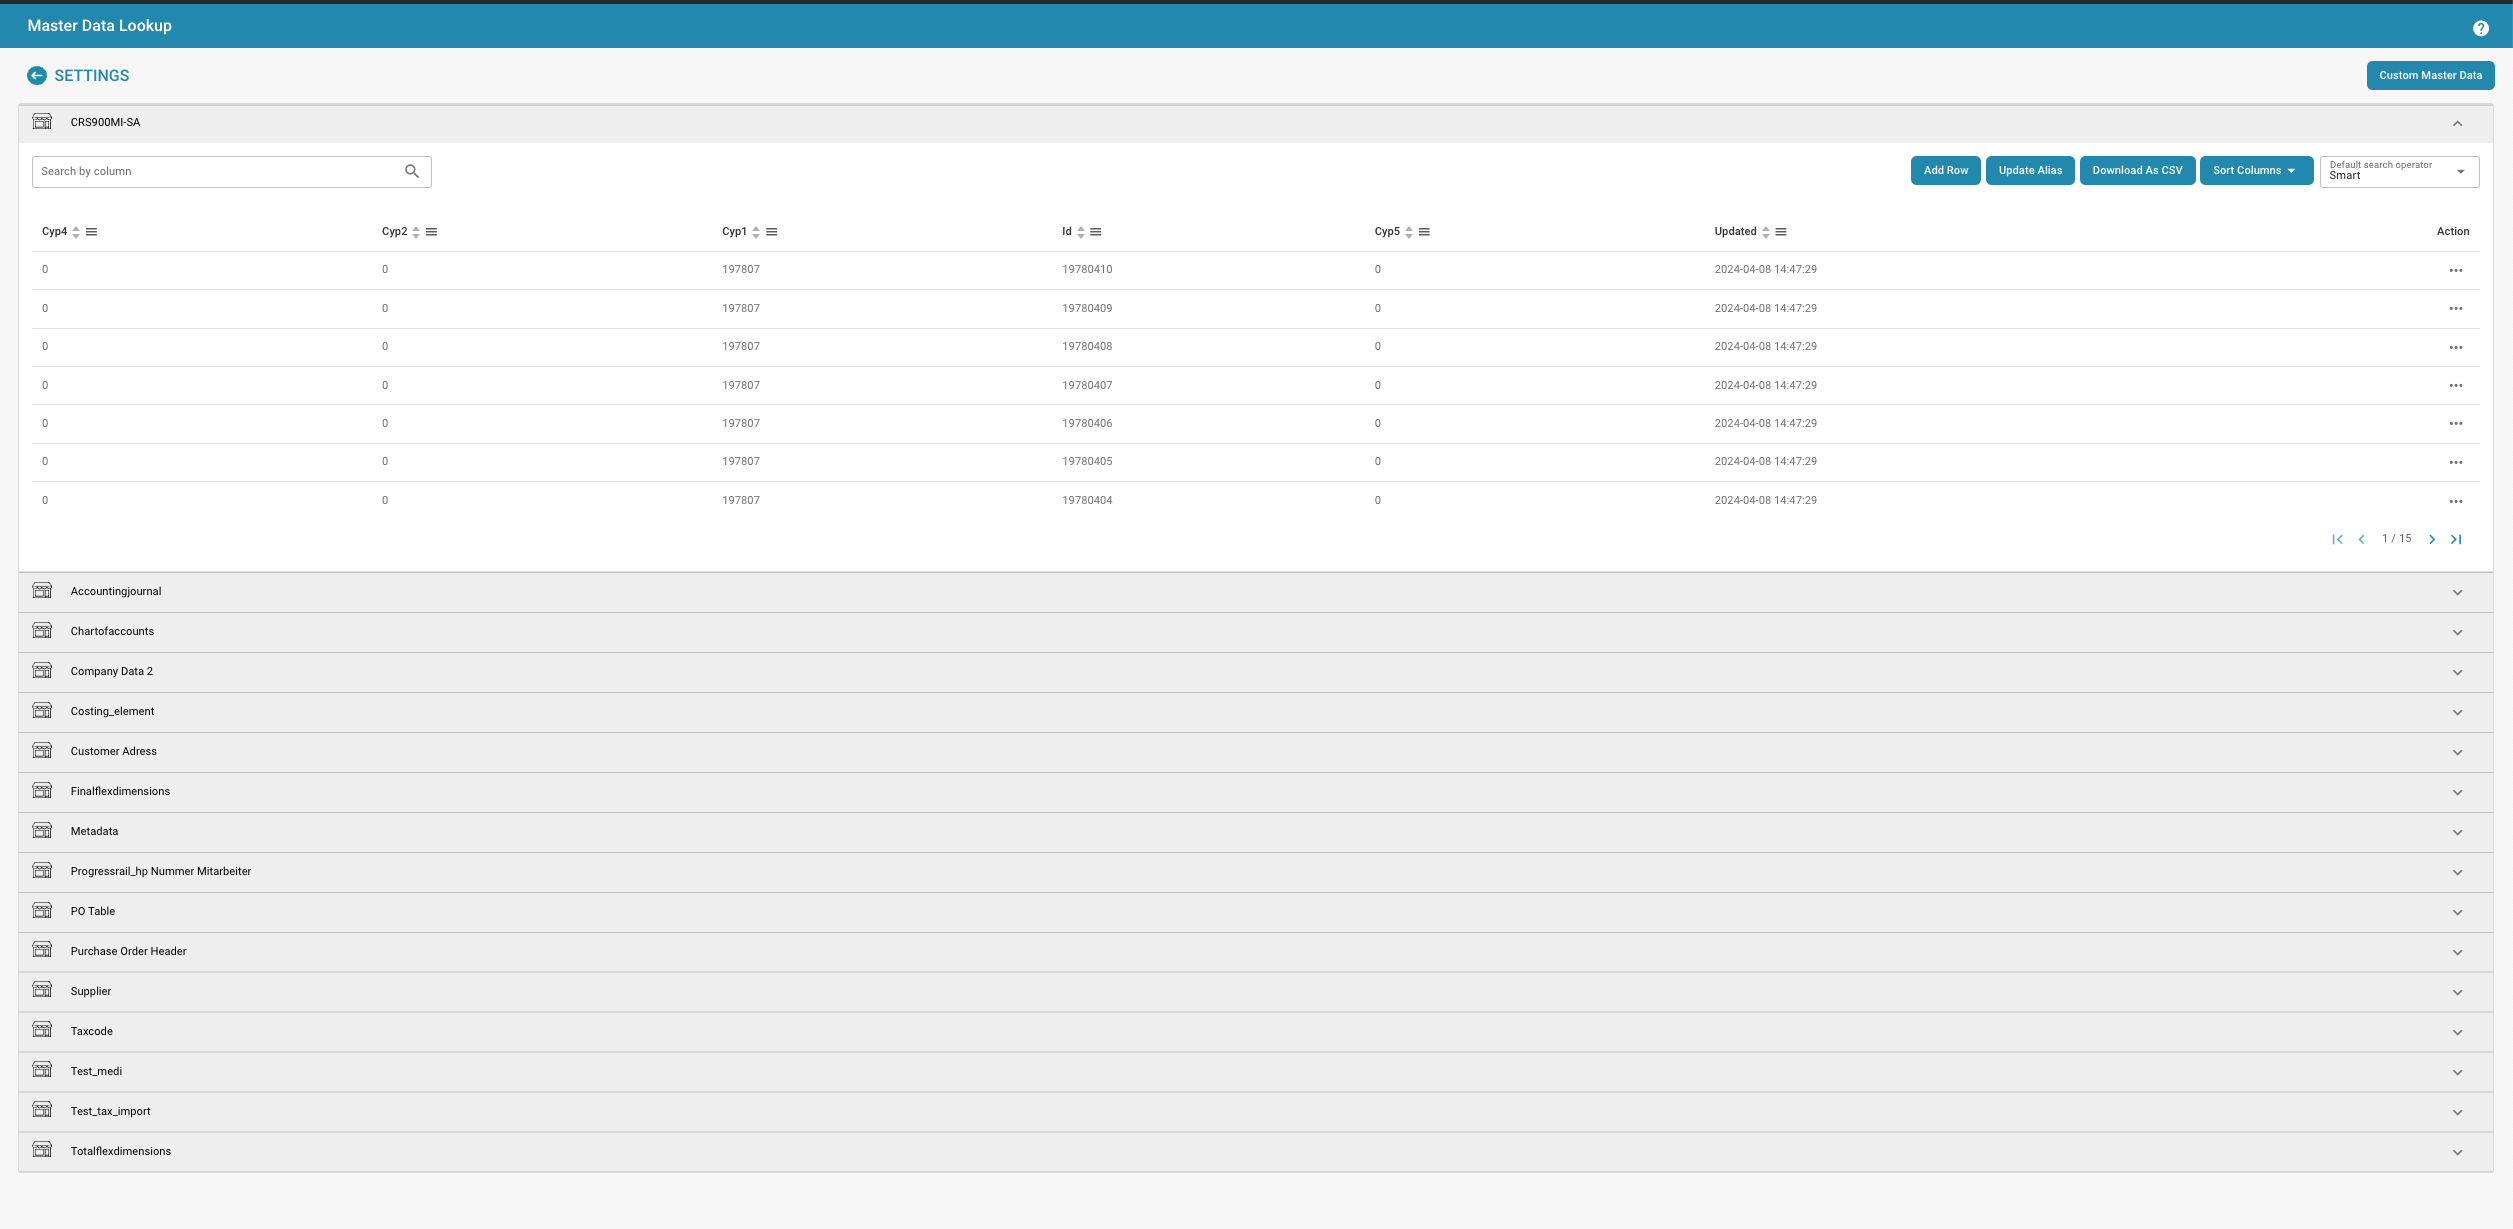 Master Data Lookup
?
SETTINGS
Custom Master Data
CRS900MI-SA
Search by column
Add Row
Update Alias
Download As CSV
Sort Columns
Default search operator
Smart
Cyp4 Cyp2 Cyp1 Id Cyp5 Updated Action
0 0 197807 19780410 0 2024-04-08 14:47:29 ...
0 0 197807 19780409 0 2024-04-08 14:47:29 ...
0 0 197807 19780408 0 2024-04-08 14:47:29 ...
0 0 197807 19780407 0 2024-04-08 14:47:29 ...
0 0 197807 19780406 0 2024-04-08 14:47:29 ...
0 0 197807 19780405 0 2024-04-08 14:47:29 ...
0 0 197807 19780404 0 2024-04-08 14:47:29 ...
1 / 15
Accountingjournal
Chartofaccounts
Company Data 2
Costing_element
Customer Adress
Finalflexdimensions
Metadata
Progressrail_hp Nummer Mitarbeiter
PO Table
Purchase Order Header
Supplier
Taxcode
Test_medi
Test_tax_import
Totalflexdimensions